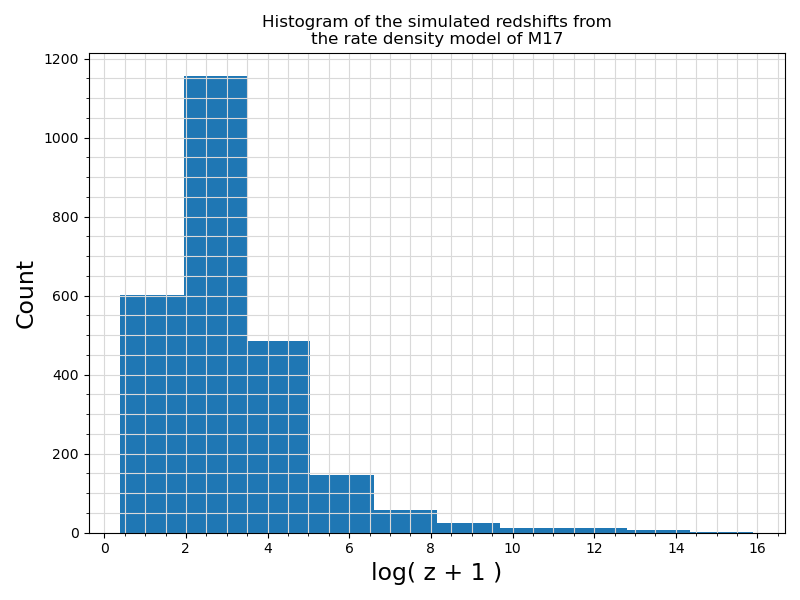 Histogram of the simulated redshifts from
the rate density model of M17
1200
1000
800
600
400
200
0
Count
0 2 4 6 8 10 12 14 16
log( z + 1 )